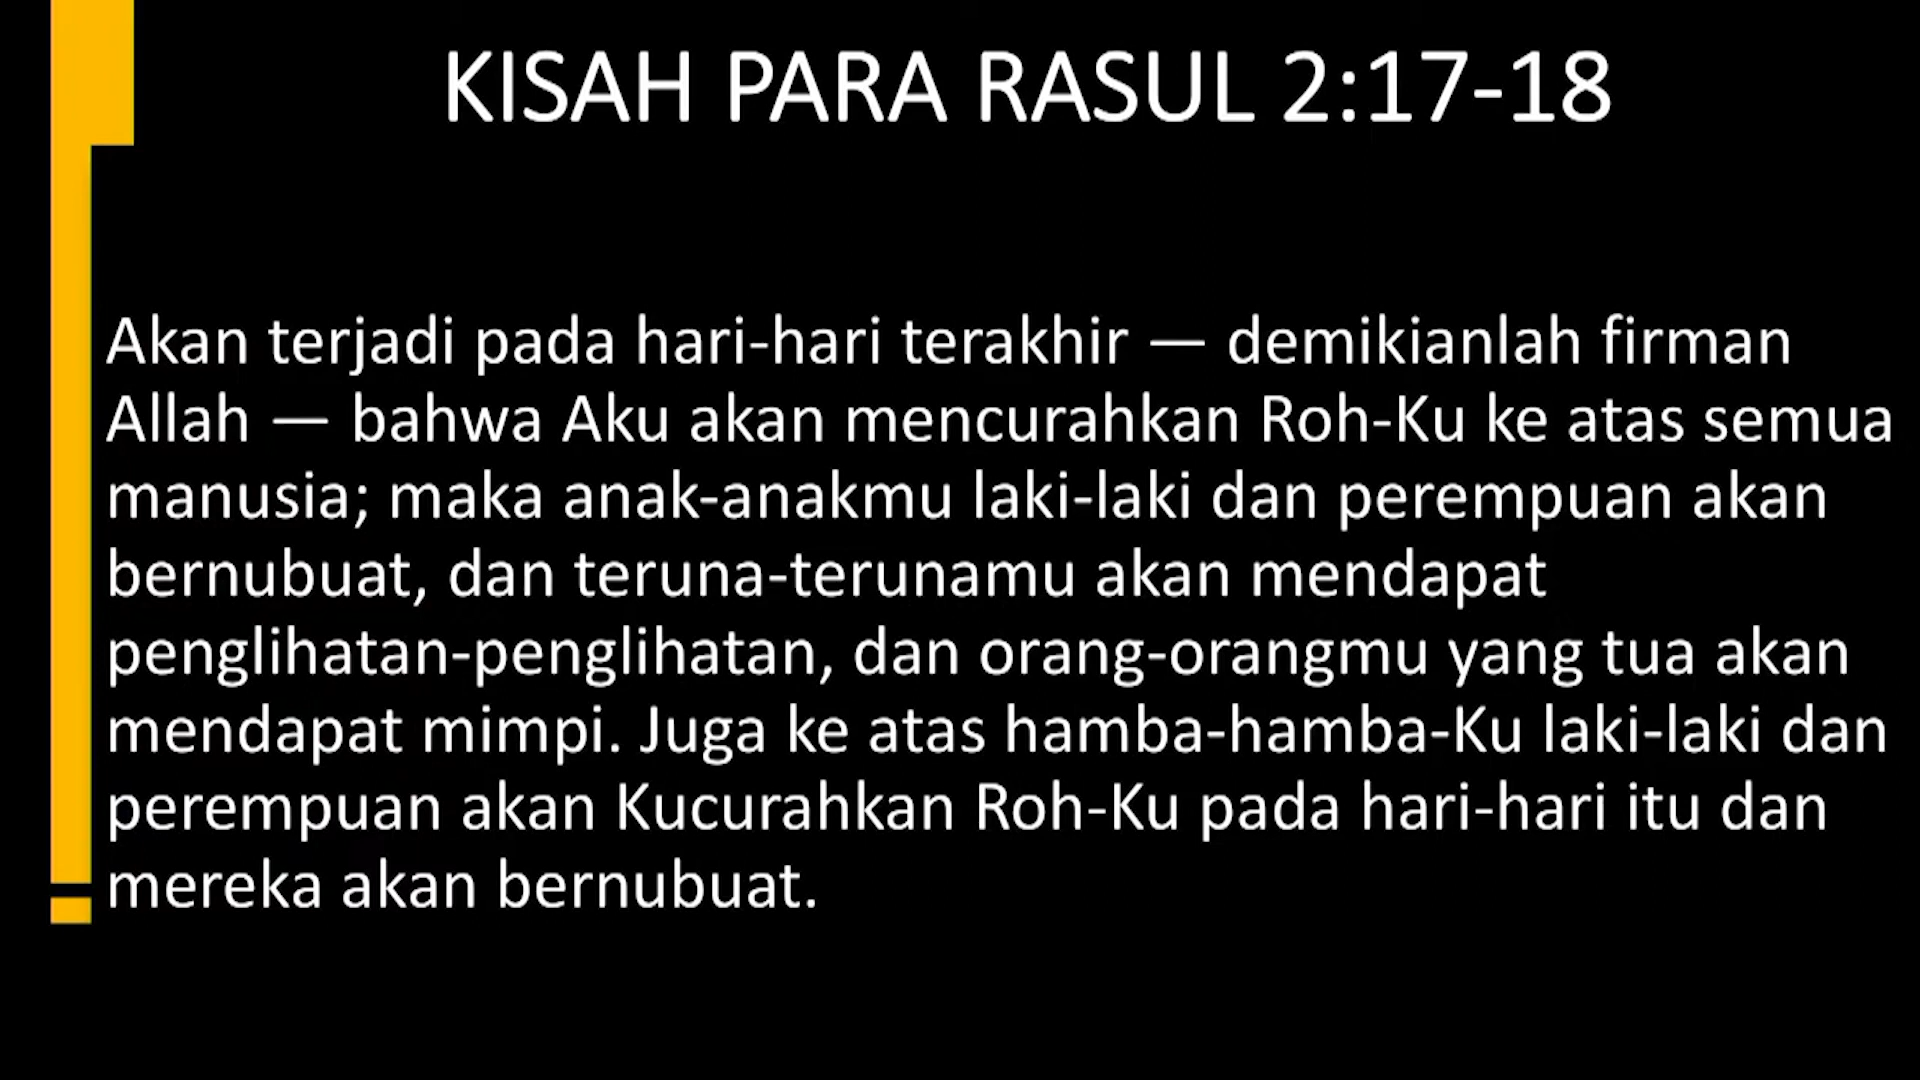 KISAH PARA RASUL 2:17-18
Akan terjadi pada hari-hari terakhir — demikianlah firman
Allah — bahwa Aku akan mencurahkan Roh-Ku ke atas semua
manusia; maka anak-anakmu laki-laki dan perempuan akan
bernubuat, dan teruna-terunamu akan mendapat
penglihatan-penglihatan, dan orang-orangmu yang tua akan
mendapat mimpi. Juga ke atas hamba-hamba-Ku laki-laki dan
perempuan akan Kucurahkan Roh-Ku pada hari-hari itu dan
mereka akan bernubuat.